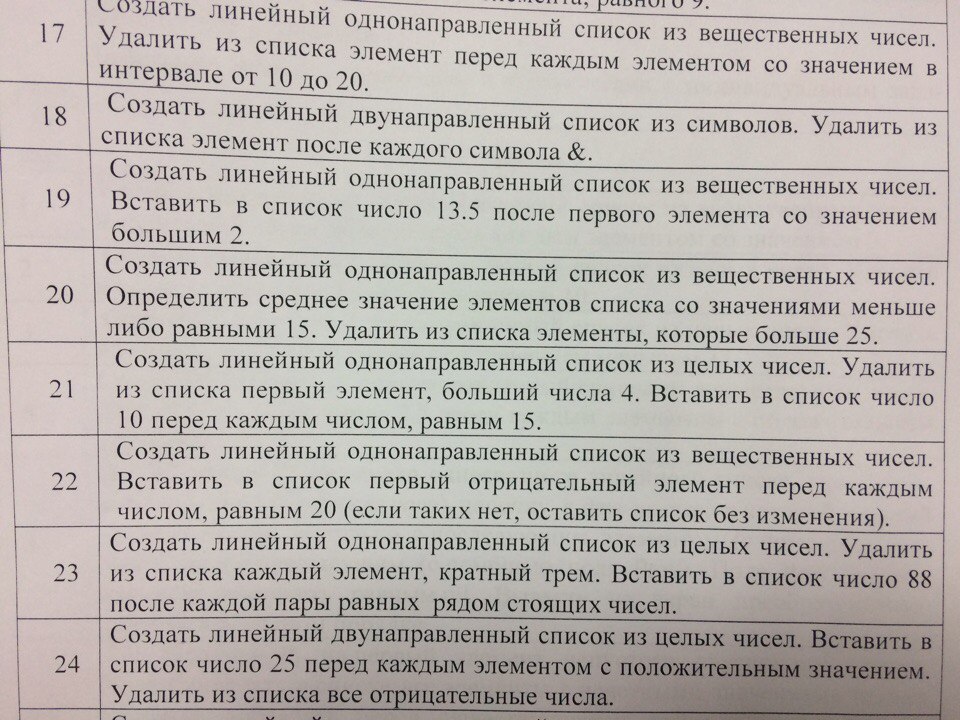 элемента, равного 9.
17 Создать линейный однонаправленный список из вещественных чисел.
Удалить из списка элемент перед каждым элементом со значением в
интервале от 10 до 20.
18 Создать линейный двунаправленный список из символов. Удалить из
списка элемент после каждого символа &.
19 Создать линейный однонаправленный список из вещественных чисел.
Вставить в список число 13.5 после первого элемента со значением
большим 2.
20 Создать линейный однонаправленный список из вещественных чисел.
Определить среднее значение элементов списка со значениями меньше
либо равными 15. Удалить из списка элементы, которые больше 25.
21 Создать линейный однонаправленный список из целых чисел. Удалить
из списка первый элемент, больший числа 4. Вставить в список число
10 перед каждым числом, равным 15.
22 Создать линейный однонаправленный список из вещественных чисел.
Вставить в список первый отрицательный элемент перед каждым
числом, равным 20 (если таких нет, оставить список без изменения).
23 Создать линейный однонаправленный список из целых чисел. Удалить
из списка каждый элемент, кратный трем. Вставить в список число 88
после каждой пары равных рядом стоящих чисел.
24 Создать линейный двунаправленный список из целых чисел. Вставить в
список число 25 перед каждым элементом с положительным значением.
Удалить из списка все отрицательные числа.